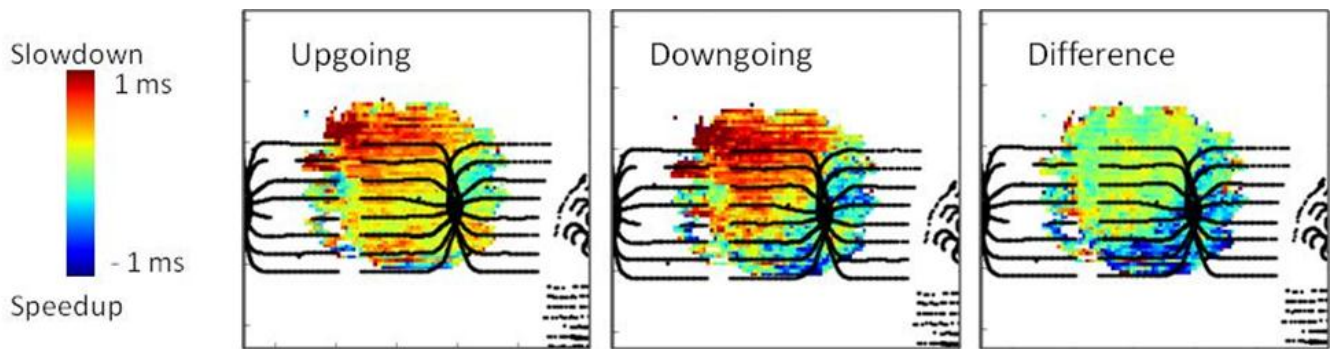 Slowdown
1 ms
- 1 ms
Speedup
Upgoing
Downgoing
Difference